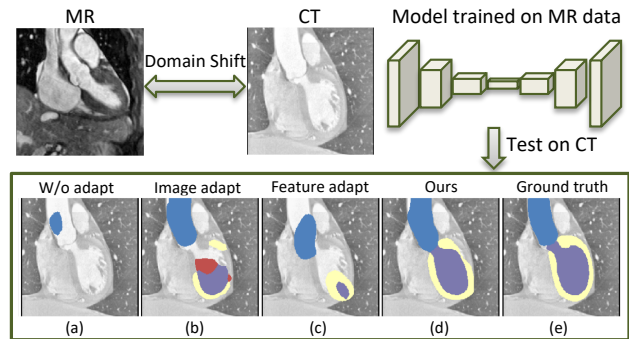 MR
CT
Model trained on MR data
Domain Shift
Test on CT
W/o adapt
Image adapt
Feature adapt
Ours
Ground truth
(a)
(b)
(c)
(d)
(e)